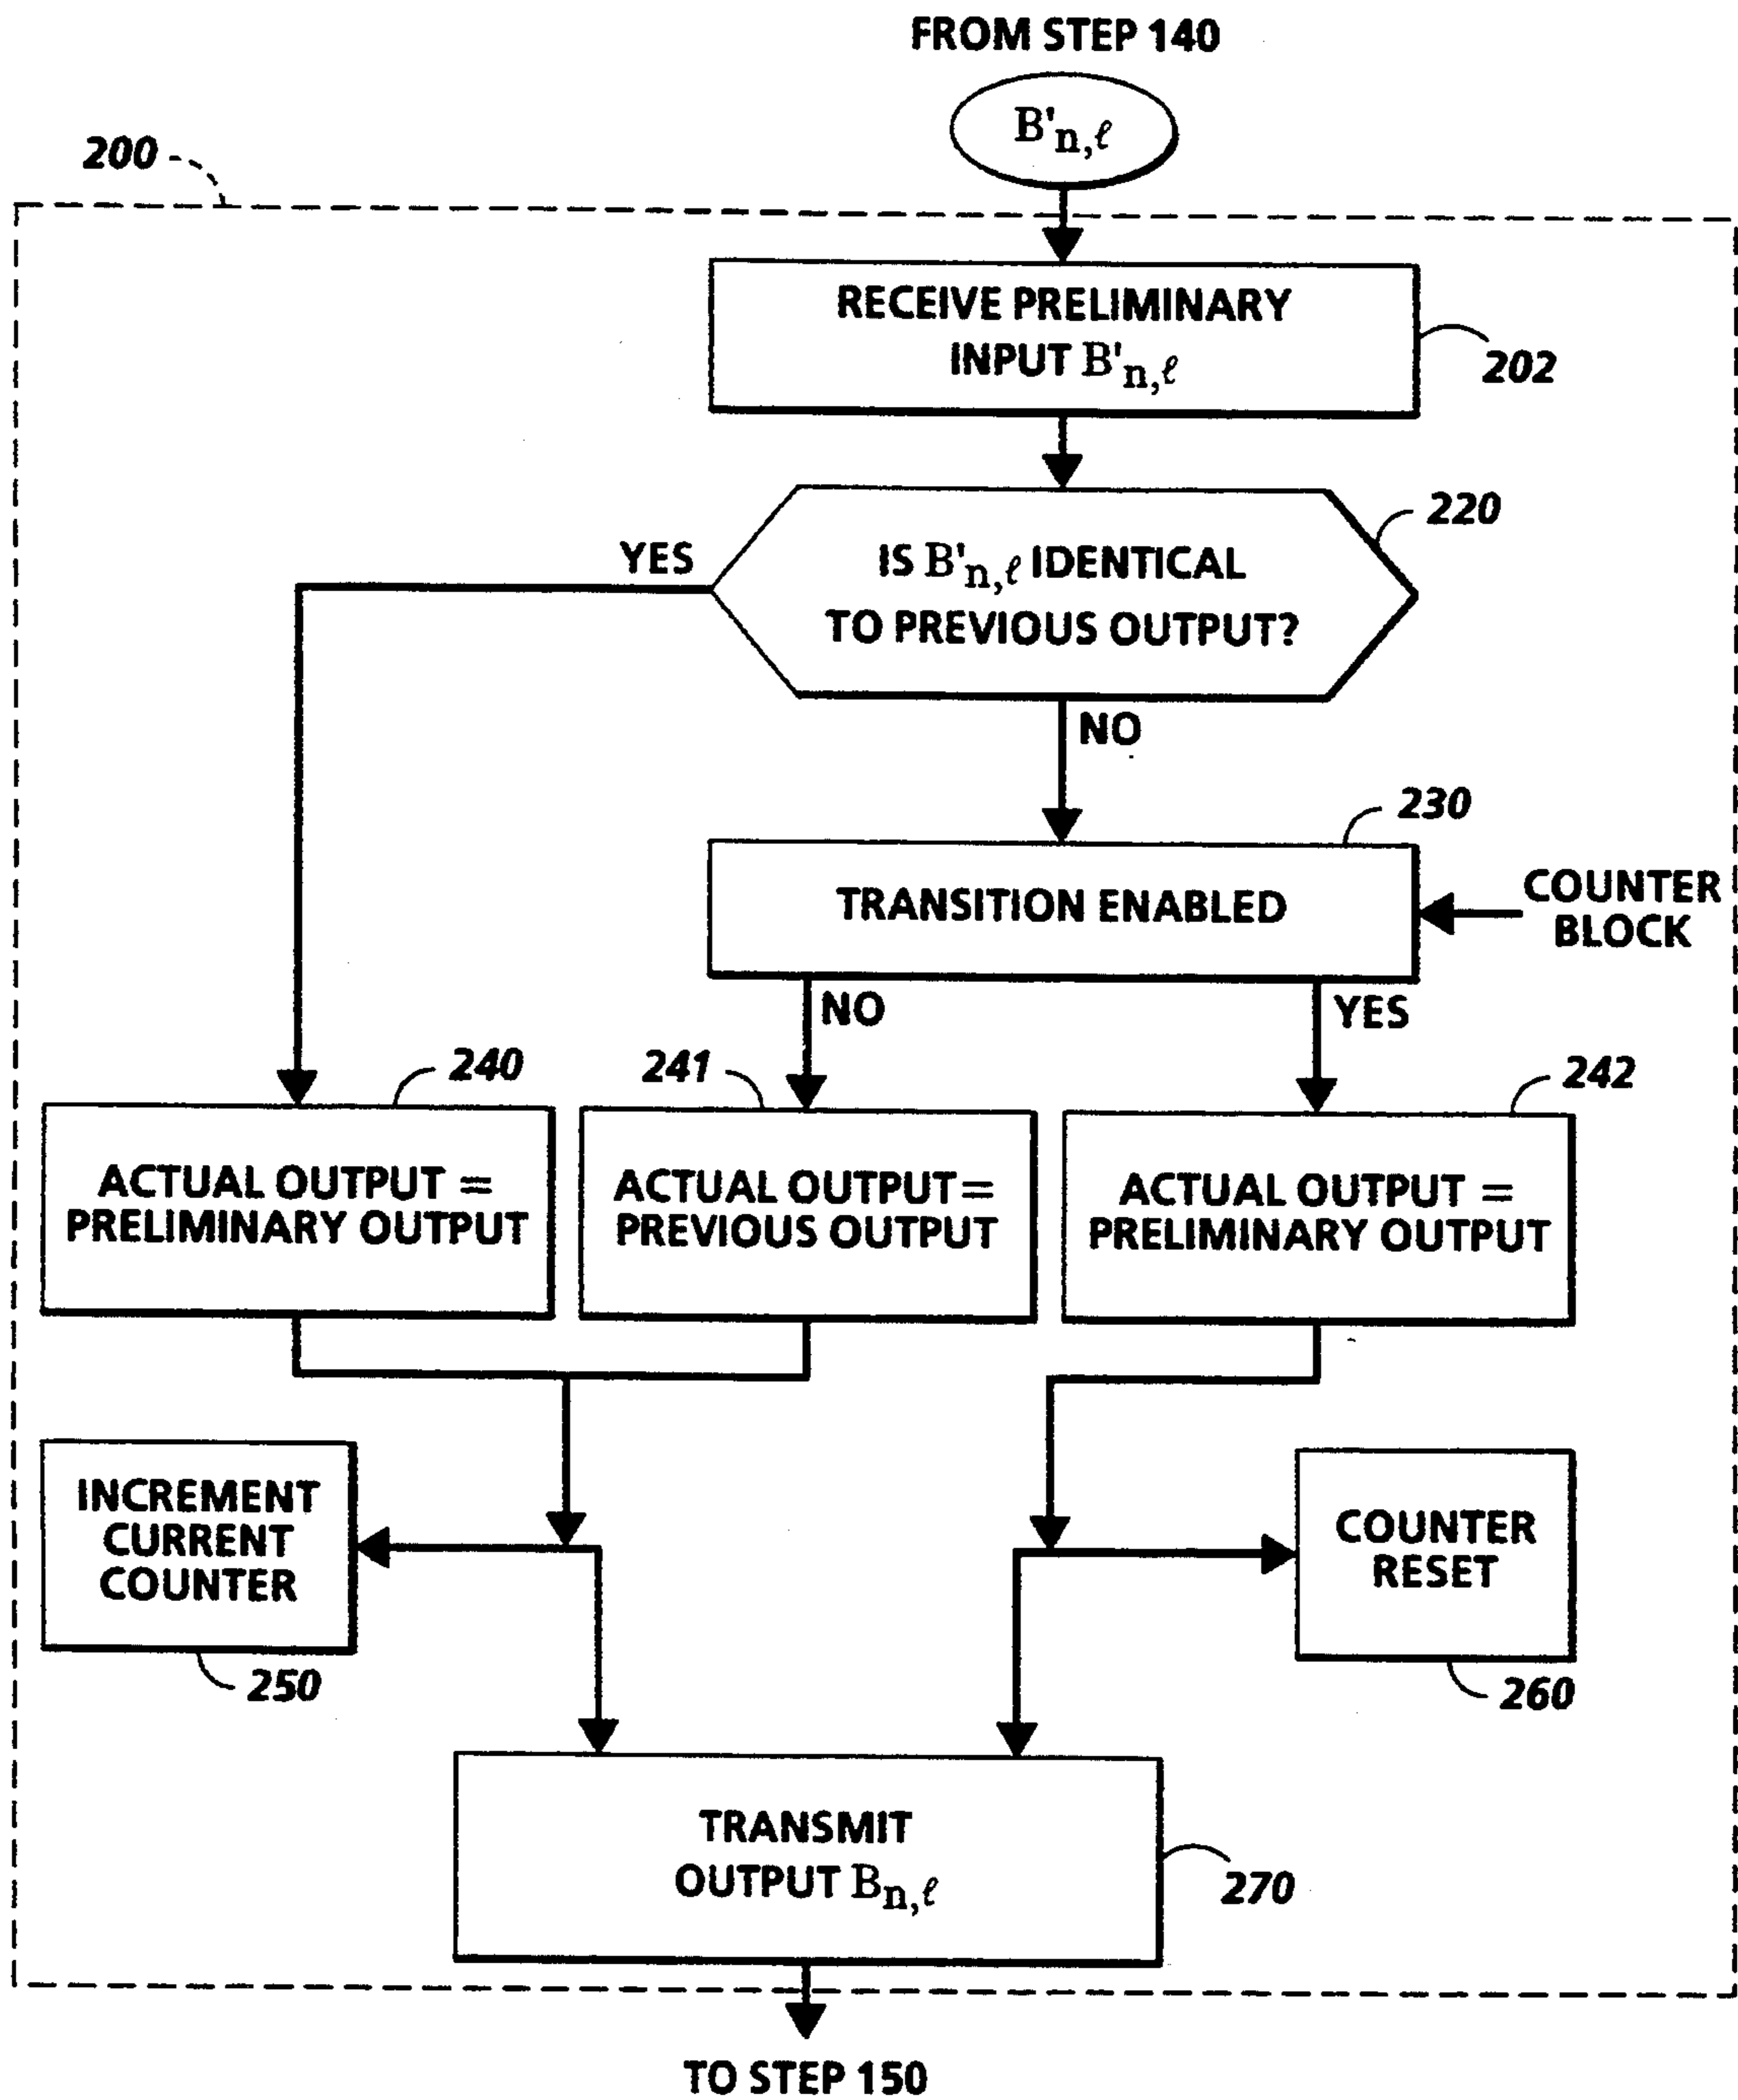 FROM STEP 140
B'n,ℓ
200
RECEIVE PRELIMINARY
INPUT B'n,ℓ
202
220
YES
IS B'n,ℓ IDENTICAL
TO PREVIOUS OUTPUT?
NO
230
TRANSITION ENABLED
COUNTER
BLOCK
NO
YES
240
241
242
ACTUAL OUTPUT =
PRELIMINARY OUTPUT
ACTUAL OUTPUT=
PREVIOUS OUTPUT
ACTUAL OUTPUT =
PRELIMINARY OUTPUT
INCREMENT
CURRENT
COUNTER
250
COUNTER
RESET
260
TRANSMIT
OUTPUT Bn,ℓ
270
TO STEP 150